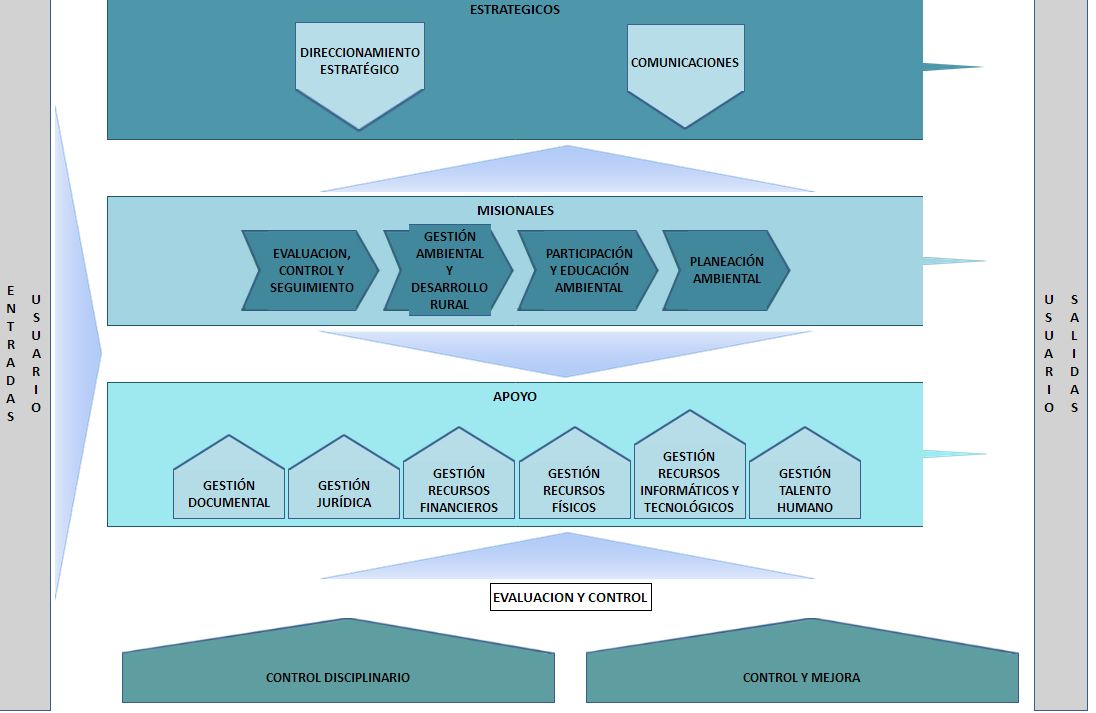 ESTRATEGICOS
DIRECCIONAMIENTO
ESTRATÉGICO
COMUNICACIONES
ENTRADAS
USUARIO
MISIONALES
EVALUACION,
CONTROL Y
SEGUIMIENTO
GESTIÓN
AMBIENTAL
Y
DESARROLLO
RURAL
PARTICIPACIÓN
Y EDUCACIÓN
AMBIENTAL
PLANEACIÓN
AMBIENTAL
USUARIO
SALIDAS
APOYO
GESTIÓN
DOCUMENTAL
GESTIÓN
JURÍDICA
GESTIÓN
RECURSOS
FINANCIEROS
GESTIÓN
RECURSOS
FÍSICOS
GESTIÓN
RECURSOS
INFORMÁTICOS Y
TECNOLÓGICOS
GESTIÓN
TALENTO
HUMANO
EVALUACION Y CONTROL
CONTROL DISCIPLINARIO
CONTROL Y MEJORA